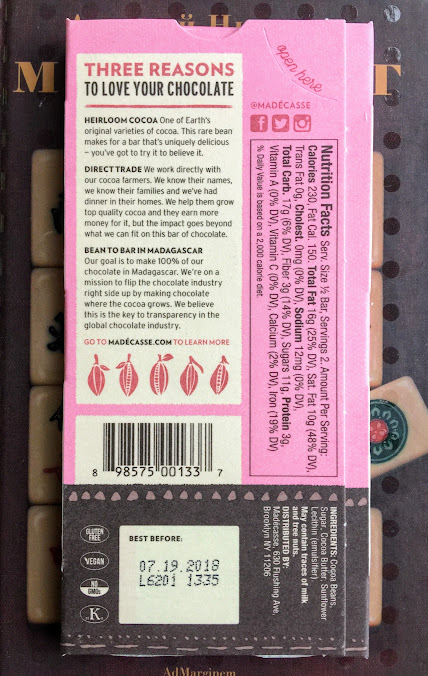 open here
THREE REASONS
TO LOVE YOUR CHOCOLATE
HEIRLOOM COCOA One of Earth's
original varieties of cocoa. This rare bean
makes for a bar that's uniquely delicious
– you've got to try it to believe it.
DIRECT TRADE We work directly with
our cocoa farmers. We know their names,
we know their families and we've had
dinner in their homes. We help them grow
top quality cocoa and they earn more
money for it, but the impact goes beyond
what we can fit on this bar of chocolate.
BEAN TO BAR IN MADAGASCAR
Our goal is to make 100% of our
chocolate in Madagascar. We're on a
mission to flip the chocolate industry
right side up by making chocolate
where the cocoa grows. We believe
this is the key to transparency in the
global chocolate industry.
GO TO MADÉCASSE.COM TO LEARN MORE
@MADÉCASSE
Nutrition Facts Serv. Size ½ Bar, Servings 2, Amount Per Serving:
Calories 230, Fat Cal. 150, Total Fat 16g (25% DV), Sat. Fat 10g (48% DV),
Trans Fat 0g, Cholest. 0mg (0% DV), Sodium 12mg (0% DV),
Total Carb. 17g (6% DV), Fiber 3g (14% DV), Sugars 11g, Protein 3g,
Vitamin A (0% DV), Vitamin C (0% DV), Calcium (2% DV), Iron (19% DV)
% Daily Value is based on a 2,000 calorie diet.
8 98575 00133 7
GLUTEN
FREE
VEGAN
NO
GMOs
K
BEST BEFORE:
07.19.2018
L6201 1335
INGREDIENTS: Cocoa Beans,
Sugar, Cocoa Butter, Sunflower
Lecithin (emulsifier).
May contain traces of milk
and tree nuts.
DISTRIBUTED BY:
Madécasse, 630 Flushing Ave,
Brooklyn NY 11206
AdMarginem